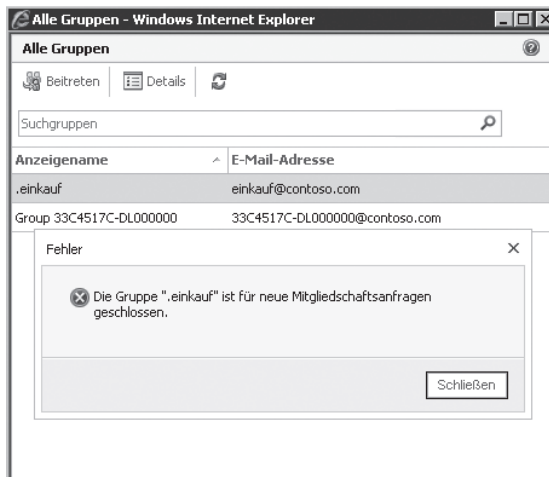 Alle Gruppen - Windows Internet Explorer
Alle Gruppen
Beitreten Details
Suchgruppen
Anzeigename E-Mail-Adresse
.einkauf einkauf@contoso.com
Group 33C4517C-DL000000 33C4517C-DL000000@contoso.com
Fehler
Die Gruppe ".einkauf" ist für neue Mitgliedschaftsanfragen
geschlossen.
Schließen